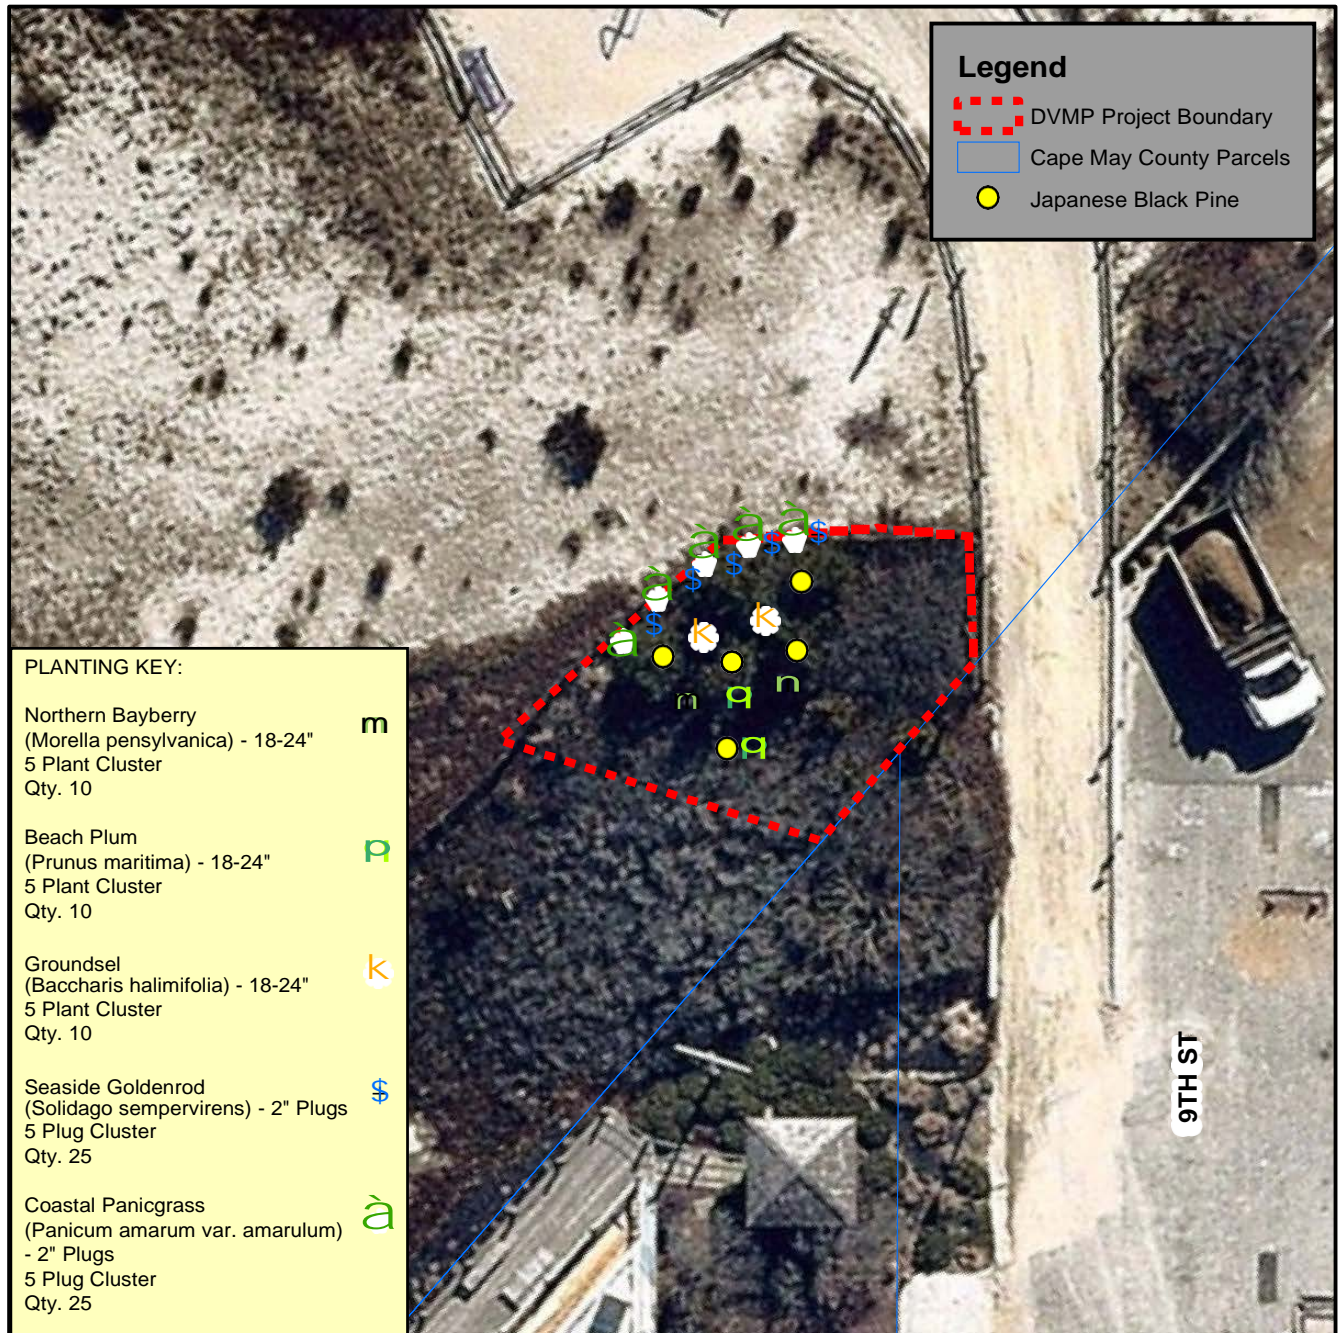 Legend
DVMP Project Boundary
Cape May County Parcels
Japanese Black Pine
à
à
à
à
à
$
$
$
$
$
k
k
m
q
n
q
PLANTING KEY:
Northern Bayberry m
(Morella pensylvanica) - 18-24"
5 Plant Cluster
Qty. 10
Beach Plum
(Prunus maritima) - 18-24"
5 Plant Cluster
Qty. 10
Groundsel k
(Baccharis halimifolia) - 18-24"
5 Plant Cluster
Qty. 10
Seaside Goldenrod $
(Solidago sempervirens) - 2" Plugs
5 Plug Cluster
Qty. 25
Coastal Panicgrass à
(Panicum amarum var. amarulum)
- 2" Plugs
5 Plug Cluster
Qty. 25
9TH ST